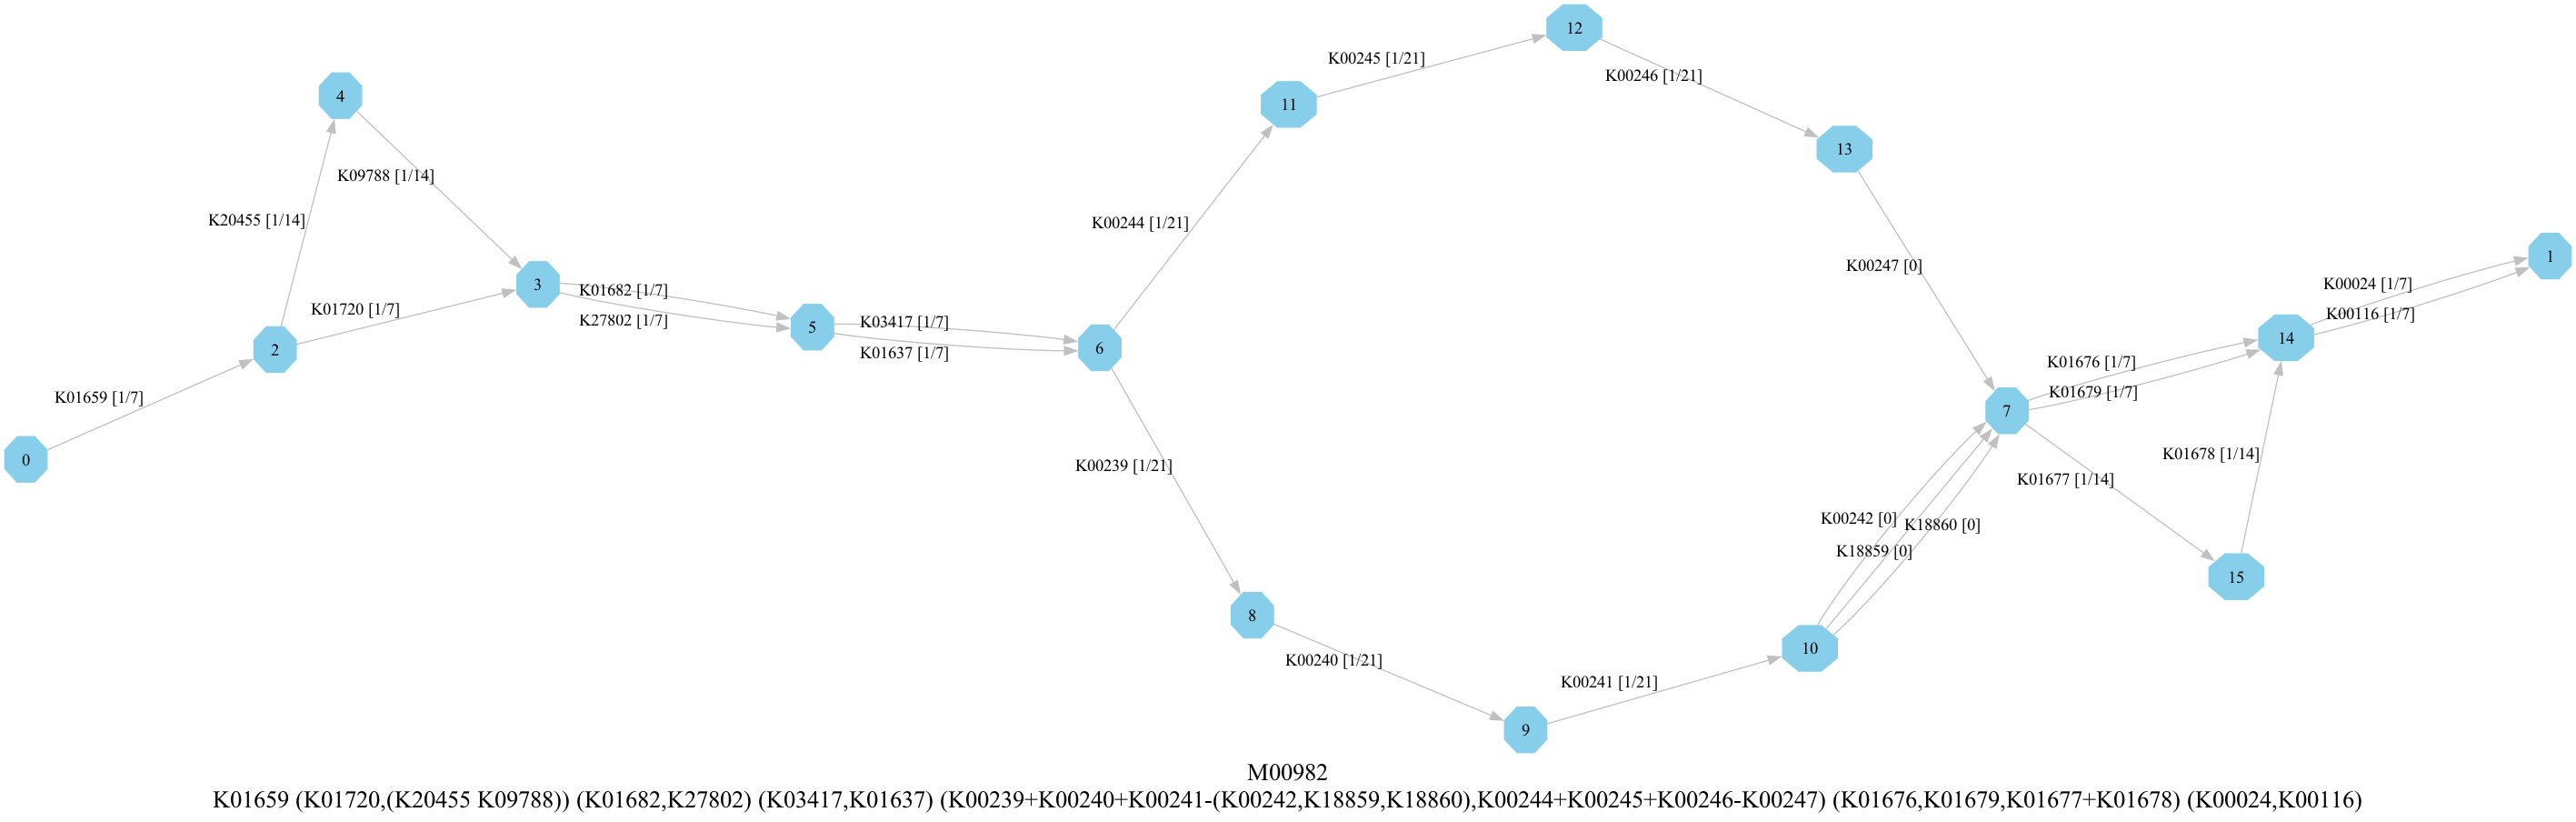 12
K00245 [1/21]
K00246 [1/21]
4
11
13
K09788 [1/14]
K20455 [1/14]
K00244 [1/21]
1
K00247 [0]
3
K01682 [1/7]
K00024 [1/7]
K01720 [1/7]
K27802 [1/7]
K00116 [1/7]
5
K03417 [1/7]
14
2
6
K01637 [1/7]
K01676 [1/7]
K01679 [1/7]
K01659 [1/7]
7
0
K00239 [1/21]
K01678 [1/14]
K01677 [1/14]
K00242 [0]
K18860 [0]
K18859 [0]
15
8
10
K00240 [1/21]
K00241 [1/21]
9
M00982
K01659 (K01720,(K20455 K09788)) (K01682,K27802) (K03417,K01637) (K00239+K00240+K00241-(K00242,K18859,K18860),K00244+K00245+K00246-K00247) (K01676,K01679,K01677+K01678) (K00024,K00116)